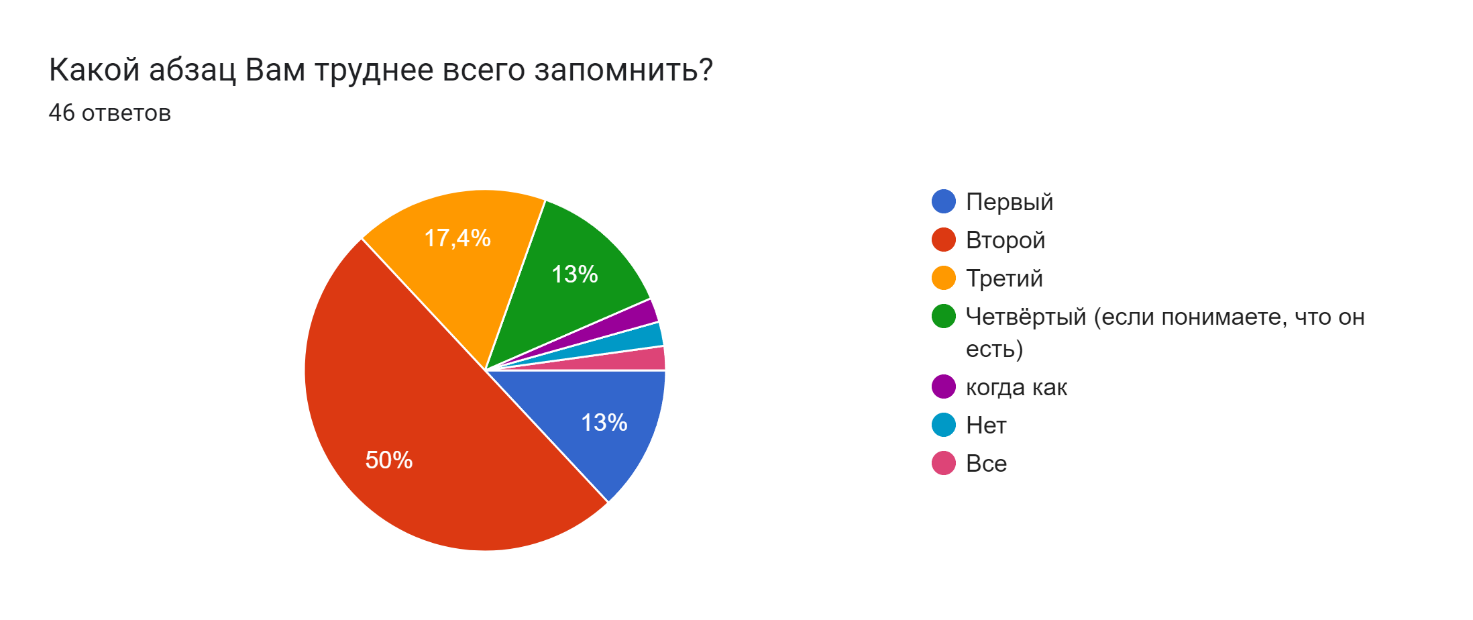 Какой абзац Вам труднее всего запомнить?
46 ответов
17,4%
13%
13%
50%
Первый
Второй
Третий
Четвёртый (если понимаете, что он
есть)
когда как
Нет
Все